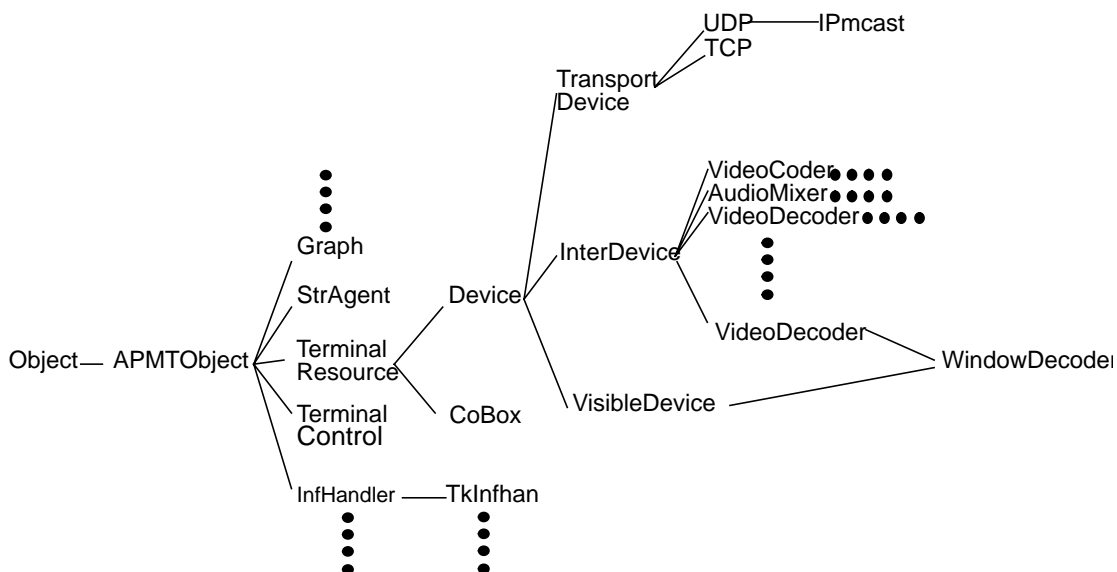 UDP
IPmcast
TCP
Transport
Device
VideoCoder
AudioMixer
VideoDecoder
Graph
InterDevice
StrAgent
Device
VideoDecoder
Object
APMTObject
Terminal
Resource
WindowDecoder
VisibleDevice
Terminal
Control
CoBox
InfHandler
TkInfhan